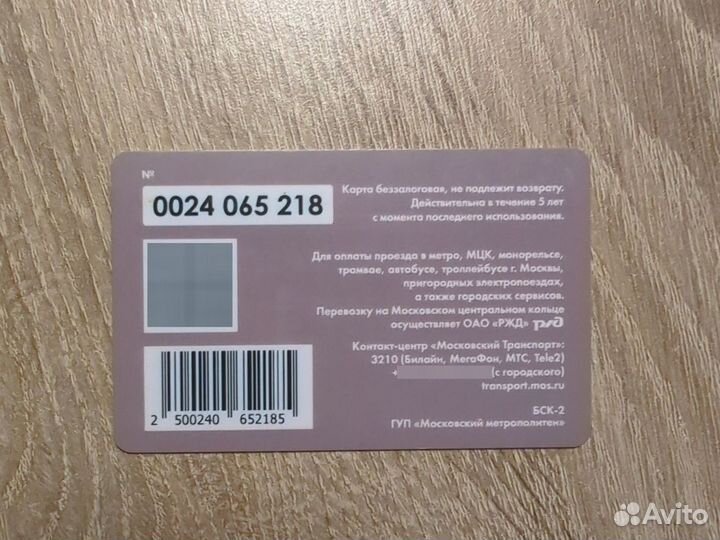 №
0024 065 218
Карта беззалоговая, не подлежит возврату.
Действительна в течение 5 лет
с момента последнего использования.
Для оплаты проезда в метро, МЦК, монорельсе,
трамвае, автобусе, троллейбусе г. Москвы,
пригородных электропоездах,
а также городских сервисов.
Перевозку на Московском центральном кольце
осуществляет ОАО «РЖД» РЖД
Контакт-центр «Московский Транспорт»:
3210 (Билайн, МегаФон, МТС, Tele2)
+ (с городского)
transport.mos.ru
2 500240 652185
БСК-2
ГУП «Московский метрополитен»
Avito